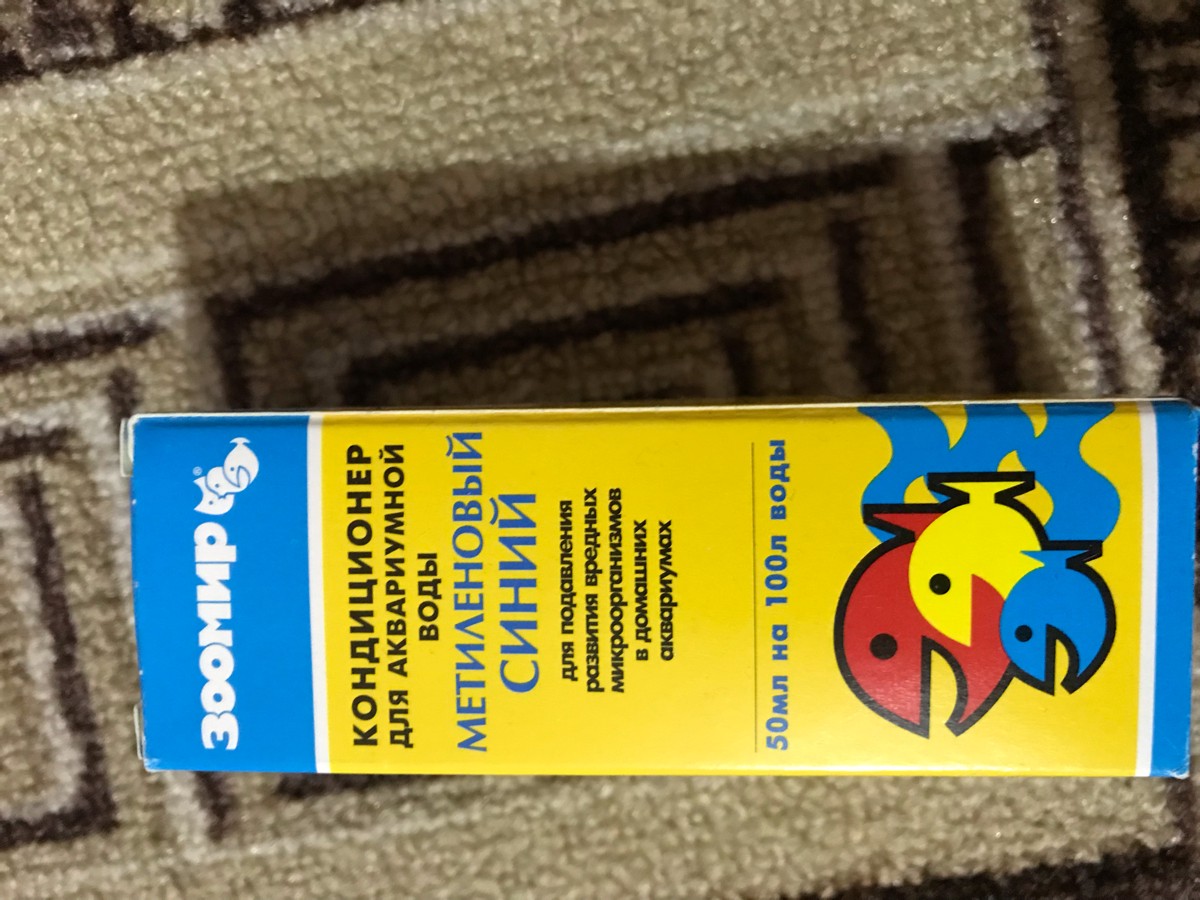 ЗООМИР®
КОНДИЦИОНЕР
ДЛЯ АКВАРИУМНОЙ
ВОДЫ
МЕТИЛЕНОВЫЙ
СИНИЙ
для подавления
развития вредных
микроорганизмов
в домашних
аквариумах
50мл на 100л воды